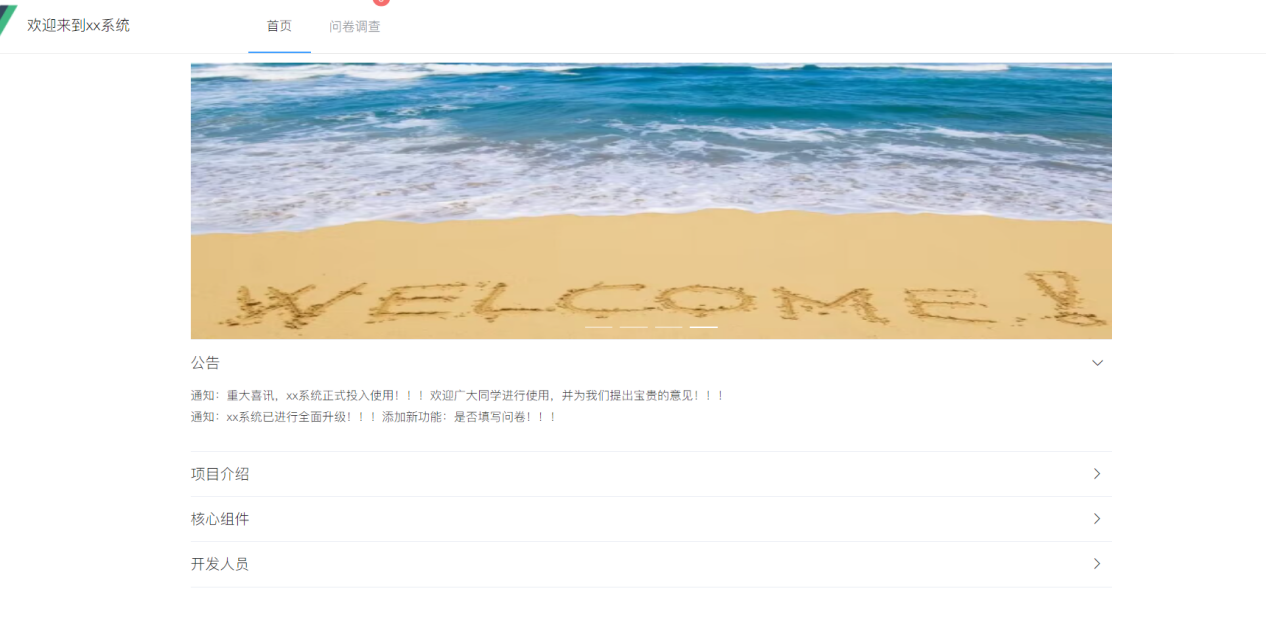 欢迎来到xx系统
首页
问卷调查
WELCOME!
公告
通知：重大喜讯，xx系统正式投入使用！！！欢迎广大同学进行使用，并为我们提出宝贵的意见！！！
通知：xx系统已进行全面升级！！！添加新功能：是否填写问卷！！！
项目介绍
核心组件
开发人员